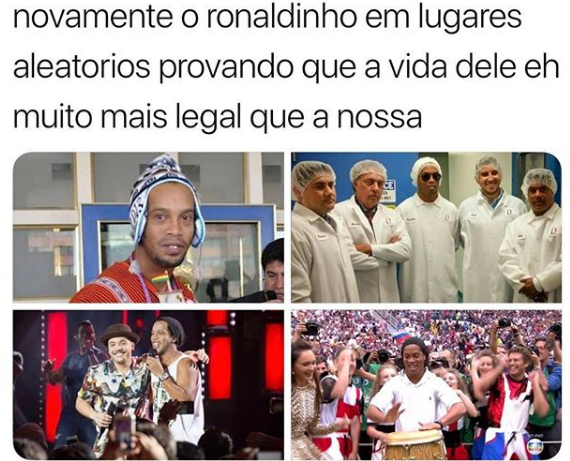 novamente o ronaldinho em lugares
aleatorios provando que a vida dele eh
muito mais legal que a nossa